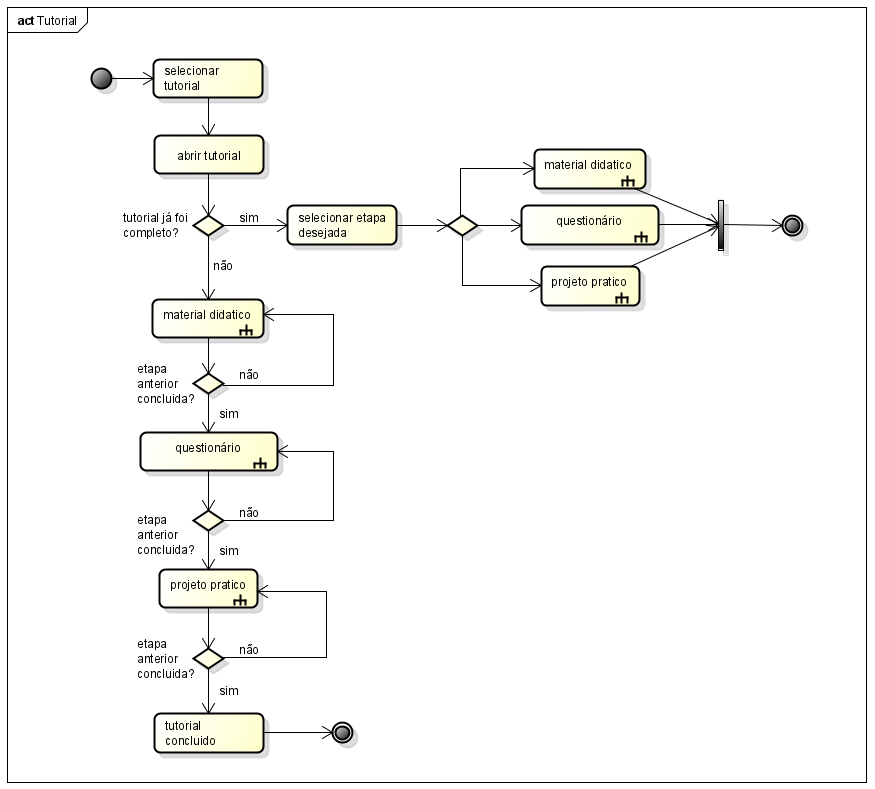 act Tutorial
selecionar
tutorial
abrir tutorial
tutorial já foi
completo?
sim
selecionar etapa
desejada
material didatico
questionário
projeto pratico
não
material didatico
etapa
anterior
concluida?
não
sim
questionário
etapa
anterior
concluida?
não
sim
projeto pratico
etapa
anterior
concluida?
não
sim
tutorial
concluido